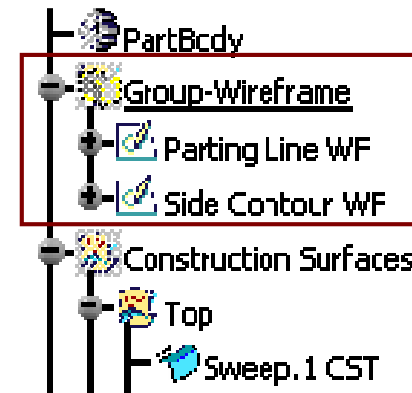 PartBody
Group-Wireframe
Parting Line WF
Side Contour WF
Construction Surfaces
Top
Sweep.1 CST